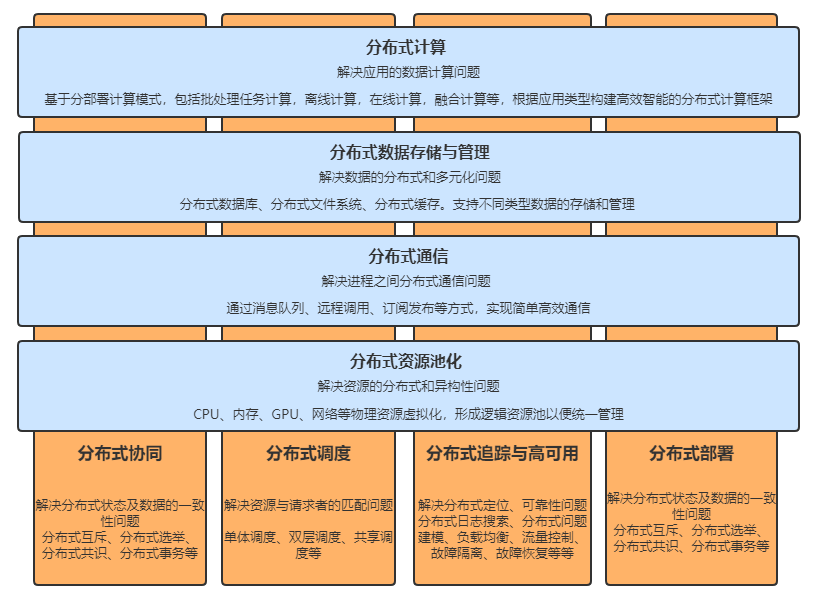 分布式计算
解决应用的数据计算问题
基于分部署计算模式，包括批处理任务计算，离线计算，在线计算，融合计算等，根据应用类型构建高效智能的分布式计算框架
分布式数据存储与管理
解决数据的分布式和多元化问题
分布式数据库、分布式文件系统、分布式缓存。支持不同类型数据的存储和管理
分布式通信
解决进程之间分布式通信问题
通过消息队列、远程调用、订阅发布等方式，实现简单高效通信
分布式资源池化
解决资源的分布式和异构性问题
CPU、内存、GPU、网络等物理资源虚拟化，形成逻辑资源池以便统一管理
分布式协同
解决分布式状态及数据的一致
性问题
分布式互斥、分布式选举、
分布式共识、分布式事务等
分布式调度
解决资源与请求者的匹配问题
单体调度、双层调度、共享调
度等
分布式追踪与高可用
解决分布式定位、可靠性问题
分布式日志搜索、分布式问题
建模、负载均衡、流量控制、
故障隔离、故障恢复等等
分布式部署
解决分布式状态及数据的一致
性问题
分布式互斥、分布式选举、
分布式共识、分布式事务等